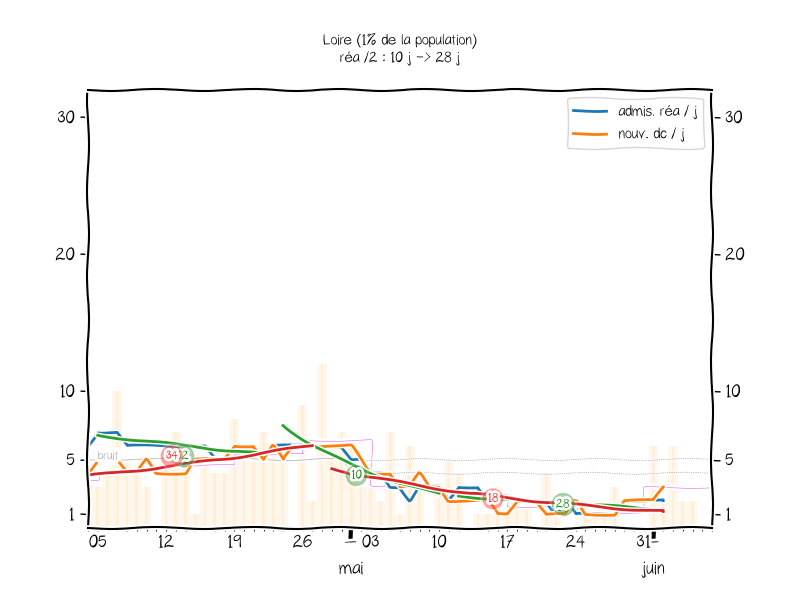 Loire (1% de la population)
réa /2 : 10 j -> 28 j
admis. réa / j
nouv. dc / j
30
30
20
20
10
10
bruit
34
10
18
28
5
5
1
1
05 12 19 26 03 10 17 24 31
mai juin